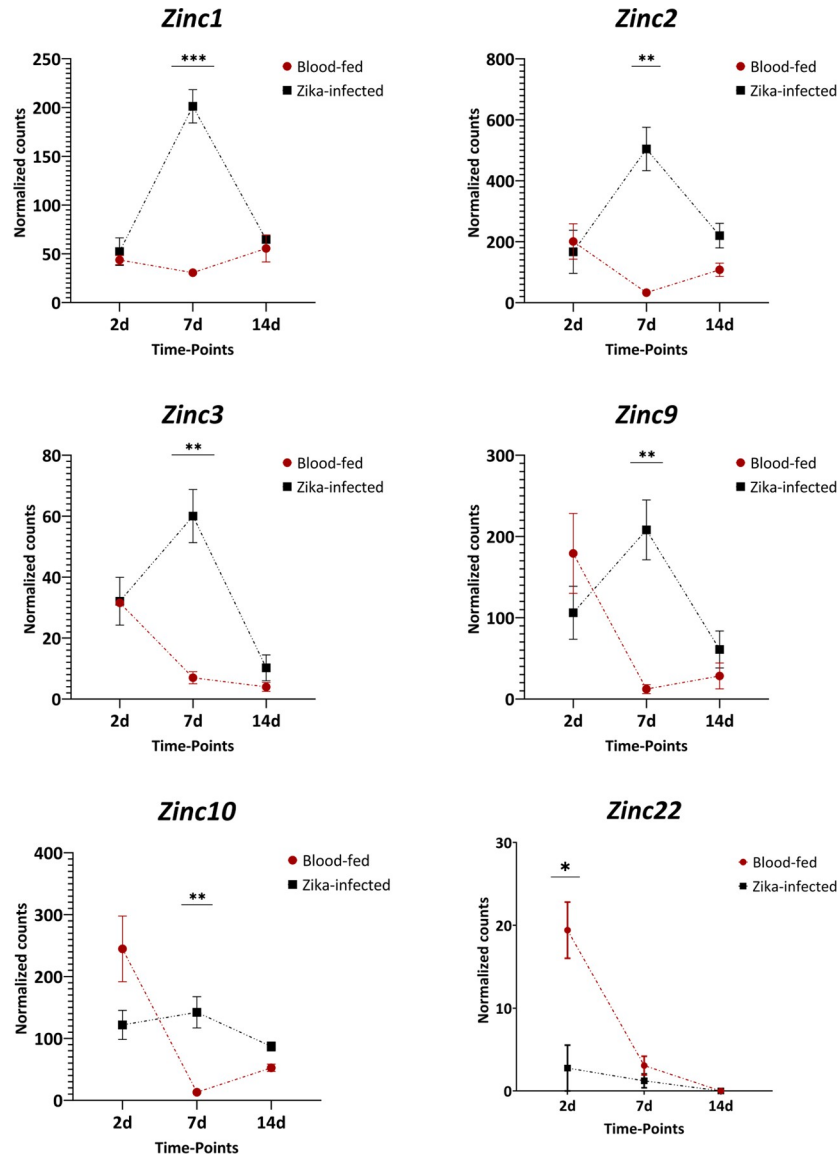 Zinc1
***
250
200
150
100
50
0
Normalized counts
2d 7d 14d
Time-Points
Blood-fed
Zika-infected
Zinc2
**
800
600
400
200
0
Normalized counts
2d 7d 14d
Time-Points
Blood-fed
Zika-infected
Zinc3
**
80
60
40
20
0
Normalized counts
2d 7d 14d
Time-Points
Blood-fed
Zika-infected
Zinc9
**
300
200
100
0
Normalized counts
2d 7d 14d
Time-Points
Blood-fed
Zika-infected
Zinc10
**
400
300
200
100
0
Normalized counts
2d 7d 14d
Time-Points
Blood-fed
Zika-infected
Zinc22
*
30
20
10
0
Normalized counts
2d 7d 14d
Time-Points
Blood-fed
Zika-infected